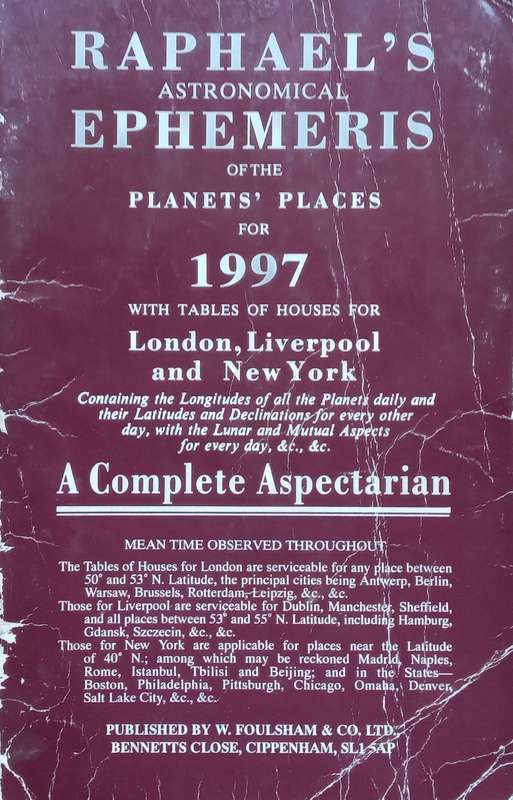 RAPHAEL'S
ASTRONOMICAL
EPHEMERIS
OF THE
PLANETS' PLACES
FOR
1997
WITH TABLES OF HOUSES FOR
London, Liverpool
and New York
Containing the Longitudes of all the Planets daily and
their Latitudes and Declinations for every other
day, with the Lunar and Mutual Aspects
for every day, &c., &c.
A Complete Aspectarian
MEAN TIME OBSERVED THROUGHOUT
The Tables of Houses for London are serviceable for any place between
50° and 53° N. Latitude, the principal cities being Antwerp, Berlin,
Warsaw, Brussels, Rotterdam, Leipzig, &c., &c.
Those for Liverpool are serviceable for Dublin, Manchester, Sheffield,
and all places between 53° and 55° N. Latitude, including Hamburg,
Gdansk, Szczecin, &c., &c.
Those for New York are applicable for places near the Latitude
of 40° N.; among which may be reckoned Madrid, Naples,
Rome, Istanbul, Tbilisi and Beijing; and in the States—
Boston, Philadelphia, Pittsburgh, Chicago, Omaha, Denver,
Salt Lake City, &c., &c.
PUBLISHED BY W. FOULSHAM & CO. LTD.,
BENNETTS CLOSE, CIPPENHAM, SL1 5AP